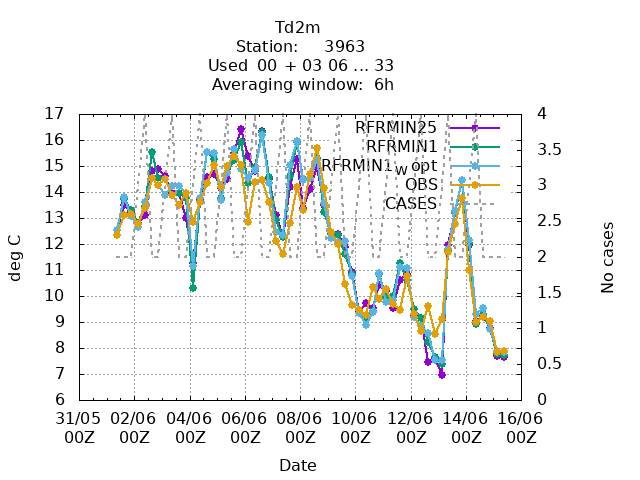 Td2m
Station: 3963
Used 00 + 03 06 ... 33
Averaging window: 6h
17 4
RFRMIN25
16 3.5
RFRMIN1
15
RFRMIN1_w_opt
14 3
OBS
CASES
13 2.5
12 2
11 1.5
10
9 1
8 0.5
7
6 0
deg C
No cases
31/05 02/06 04/06 06/06 08/06 10/06 12/06 14/06 16/06
00Z 00Z 00Z 00Z 00Z 00Z 00Z 00Z 00Z
Date